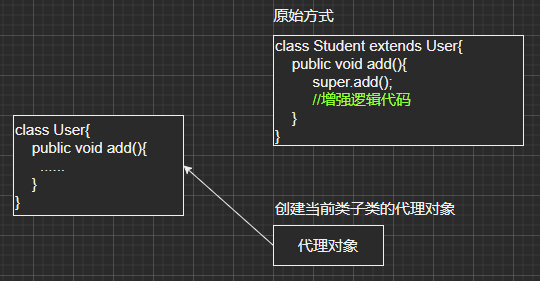 原始方式
class Student extends User{
public void add(){
super.add();
//增强逻辑代码
}
}
class User{
public void add(){
......
}
}
创建当前类子类的代理对象
代理对象